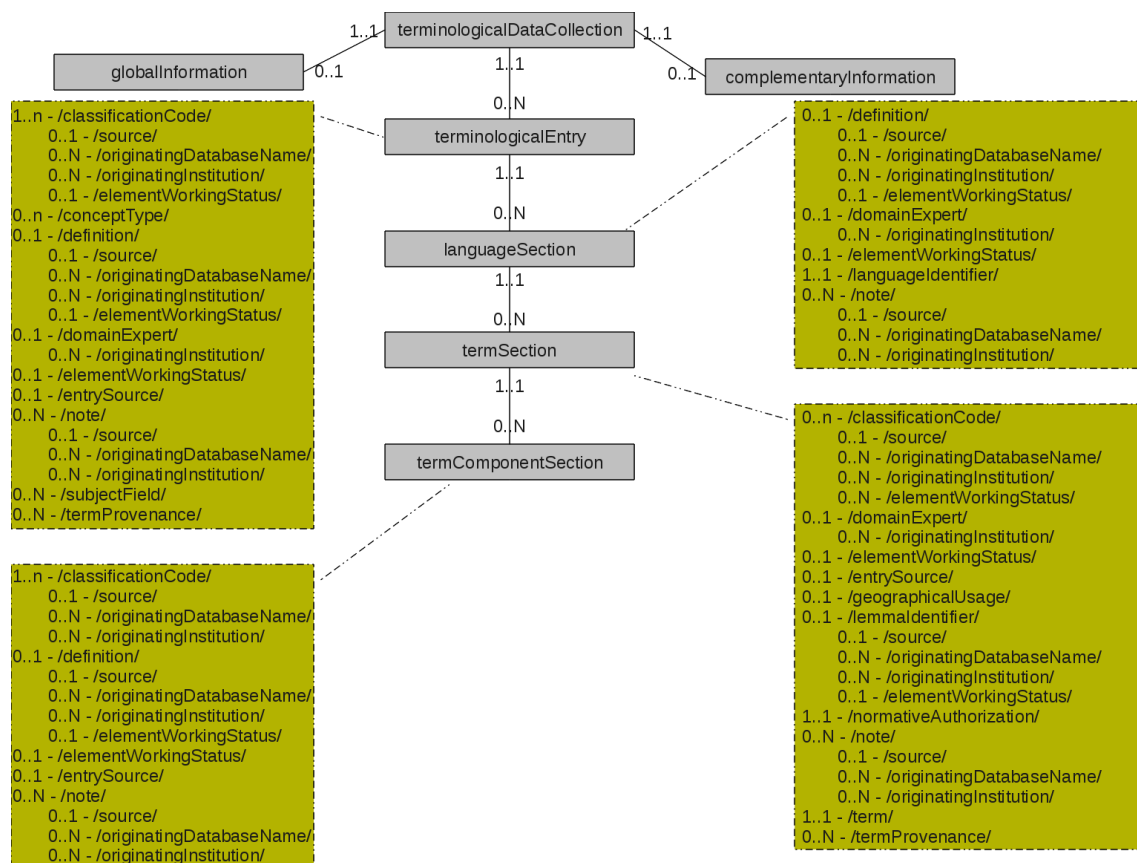 terminologicalDataCollection
1..1
1..1
globalInformation
0..1
1..1
0..1
complementaryInformation
0..N
terminologicalEntry
1..1
0..N
languageSection
1..1
0..N
termSection
1..1
0..N
termComponentSection
1..n - /classificationCode/
0..1 - /source/
0..N - /originatingDatabaseName/
0..N - /originatingInstitution/
0..1 - /elementWorkingStatus/
0..n - /conceptType/
0..1 - /definition/
0..1 - /source/
0..N - /originatingDatabaseName/
0..N - /originatingInstitution/
0..1 - /elementWorkingStatus/
0..1 - /domainExpert/
0..N - /originatingInstitution/
0..1 - /elementWorkingStatus/
0..1 - /entrySource/
0..N - /note/
0..1 - /source/
0..N - /originatingDatabaseName/
0..N - /originatingInstitution/
0..N - /subjectField/
0..N - /termProvenance/
0..1 - /definition/
0..1 - /source/
0..N - /originatingDatabaseName/
0..N - /originatingInstitution/
0..1 - /elementWorkingStatus/
0..1 - /domainExpert/
0..N - /originatingInstitution/
0..1 - /elementWorkingStatus/
1..1 - /languageIdentifier/
0..N - /note/
0..1 - /source/
0..N - /originatingDatabaseName/
0..N - /originatingInstitution/
1..n - /classificationCode/
0..1 - /source/
0..N - /originatingDatabaseName/
0..N - /originatingInstitution/
0..1 - /definition/
0..1 - /source/
0..N - /originatingDatabaseName/
0..N - /originatingInstitution/
0..1 - /elementWorkingStatus/
0..1 - /elementWorkingStatus/
0..1 - /entrySource/
0..N - /note/
0..1 - /source/
0..N - /originatingDatabaseName/
0..N - /originatingInstitution/
0..n - /classificationCode/
0..1 - /source/
0..N - /originatingDatabaseName/
0..N - /originatingInstitution/
0..N - /elementWorkingStatus/
0..1 - /domainExpert/
0..N - /originatingInstitution/
0..1 - /elementWorkingStatus/
0..1 - /entrySource/
0..1 - /geographicalUsage/
0..1 - /lemmaIdentifier/
0..1 - /source/
0..N - /originatingDatabaseName/
0..N - /originatingInstitution/
0..1 - /elementWorkingStatus/
1..1 - /normativeAuthorization/
0..N - /note/
0..1 - /source/
0..N - /originatingDatabaseName/
0..N - /originatingInstitution/
1..1 - /term/
0..N - /termProvenance/